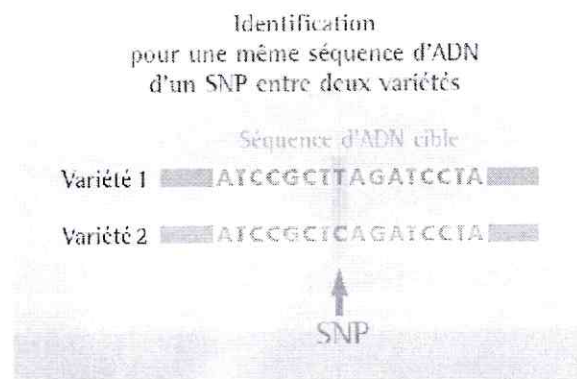 Identification
pour une même séquence d'ADN
d'un SNP entre deux variétés
Séquence d'ADN cible
Variété 1 ATCCGCTTAGATCCTA
Variété 2 ATCCGCTCAGATCCTA
SNP